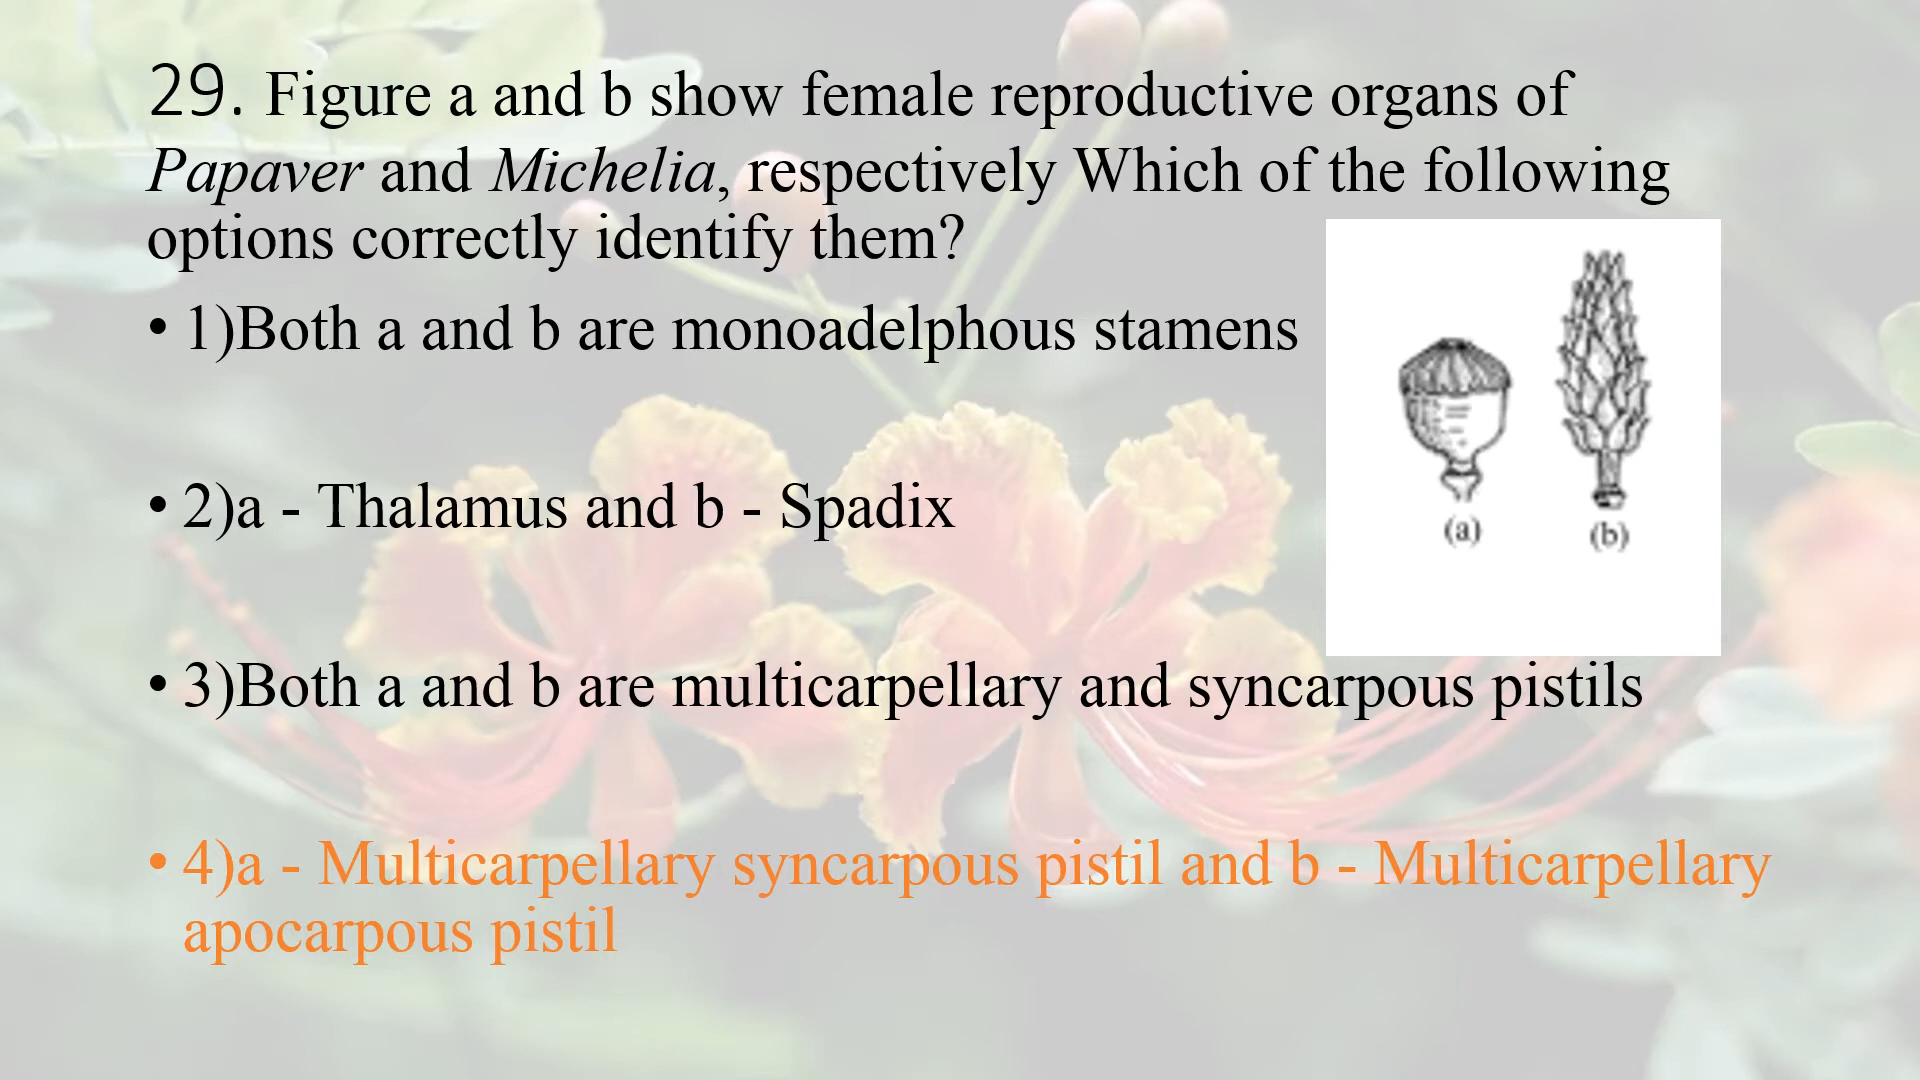 29. Figure a and b show female reproductive organs of
Papaver and Michelia, respectively Which of the following
options correctly identify them?
• 1)Both a and b are monoadelphous stamens
• 2)a - Thalamus and b - Spadix
(a)
(b)
• 3)Both a and b are multicarpellary and syncarpous pistils
• 4)a - Multicarpellary syncarpous pistil and b - Multicarpellary
apocarpous pistil